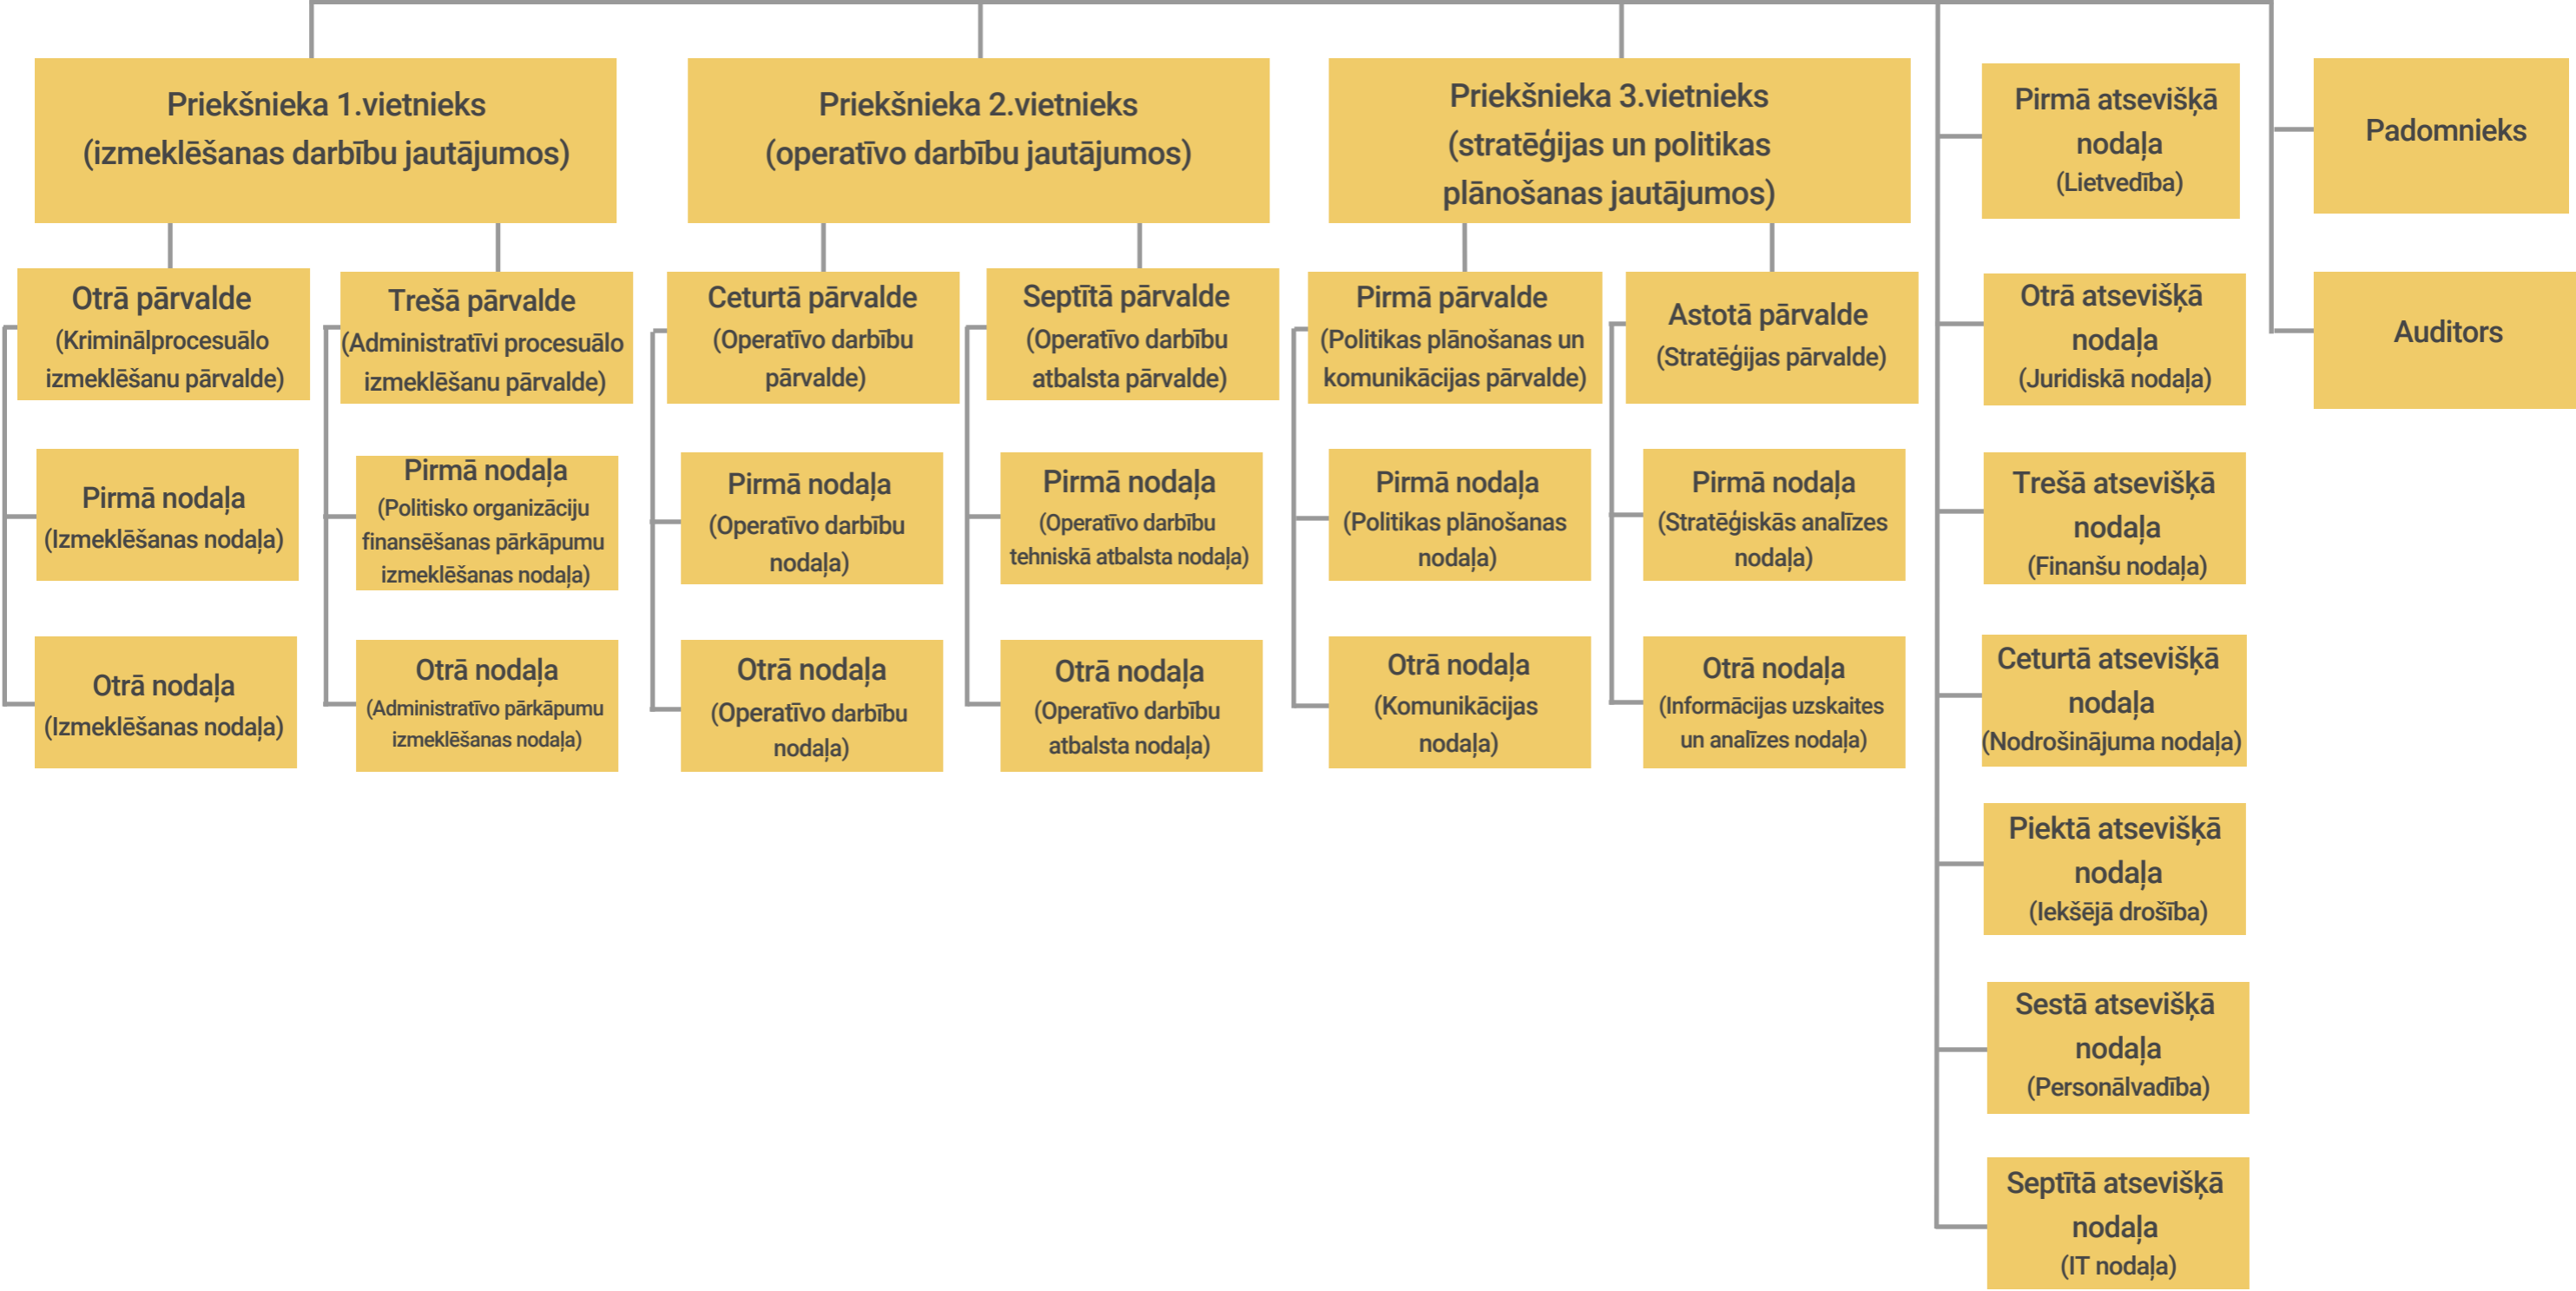 Priekšnieka 1.vietnieks
(izmeklēšanas darbību jautājumos)
Priekšnieka 2.vietnieks
(operatīvo darbību jautājumos)
Priekšnieka 3.vietnieks
(stratēģijas un politikas
plānošanas jautājumos)
Pirmā atsevišķā
nodaļa
(Lietvedība)
Padomnieks
Otrā pārvalde
(Kriminālprocesuālo
izmeklēšanu pārvalde)
Trešā pārvalde
(Administratīvi procesuālo
izmeklēšanu pārvalde)
Ceturtā pārvalde
(Operatīvo darbību
pārvalde)
Septītā pārvalde
(Operatīvo darbību
atbalsta pārvalde)
Pirmā pārvalde
(Politikas plānošanas un
komunikācijas pārvalde)
Astotā pārvalde
(Stratēģijas pārvalde)
Otrā atsevišķā
nodaļa
(Juridiskā nodaļa)
Auditors
Pirmā nodaļa
(Izmeklēšanas nodaļa)
Pirmā nodaļa
(Politisko organizāciju
finansēšanas pārkāpumu
izmeklēšanas nodaļa)
Pirmā nodaļa
(Operatīvo darbību
nodaļa)
Pirmā nodaļa
(Operatīvo darbību
tehniskā atbalsta nodaļa)
Pirmā nodaļa
(Politikas plānošanas
nodaļa)
Pirmā nodaļa
(Stratēģiskās analīzes
nodaļa)
Trešā atsevišķā
nodaļa
(Finanšu nodaļa)
Otrā nodaļa
(Izmeklēšanas nodaļa)
Otrā nodaļa
(Administratīvo pārkāpumu
izmeklēšanas nodaļa)
Otrā nodaļa
(Operatīvo darbību
nodaļa)
Otrā nodaļa
(Operatīvo darbību
atbalsta nodaļa)
Otrā nodaļa
(Komunikācijas
nodaļa)
Otrā nodaļa
(Informācijas uzskaites
un analīzes nodaļa)
Ceturtā atsevišķā
nodaļa
(Nodrošinājuma nodaļa)
Piektā atsevišķā
nodaļa
(Iekšējā drošība)
Sestā atsevišķā
nodaļa
(Personālvadība)
Septītā atsevišķā
nodaļa
(IT nodaļa)